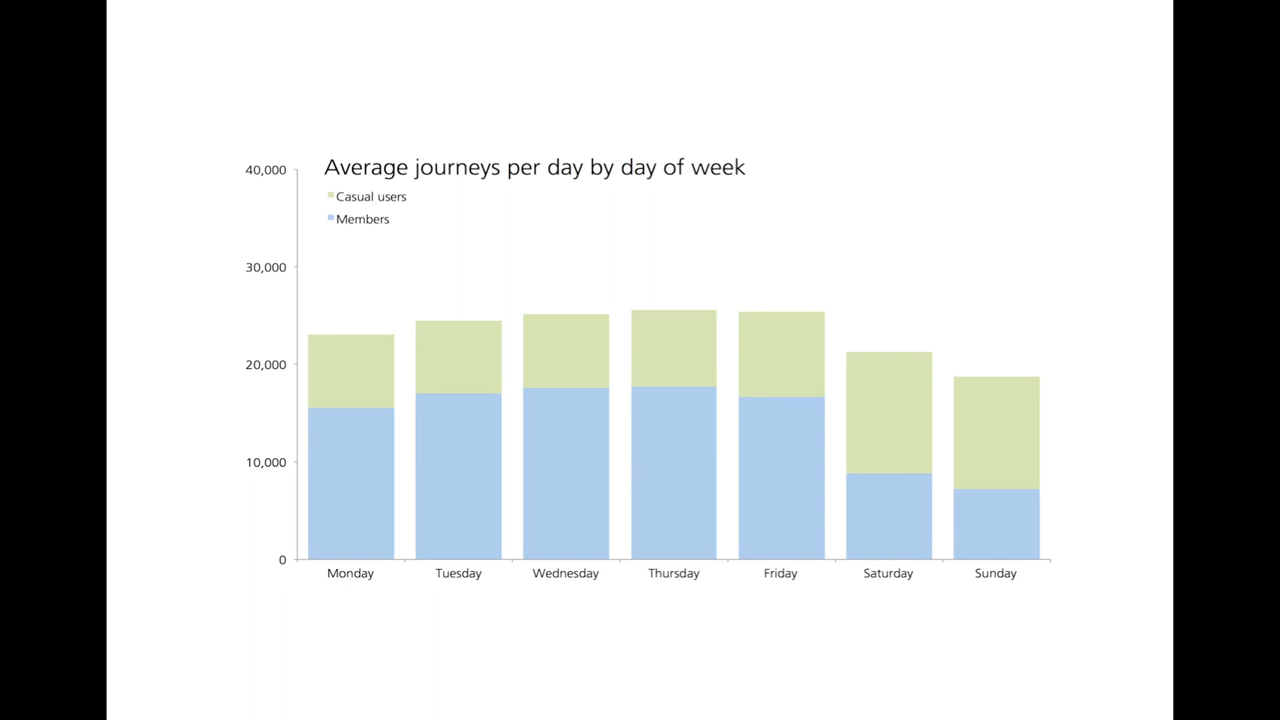 Average journeys per day by day of week
Casual users
Members
40,000
30,000
20,000
10,000
0
Monday Tuesday Wednesday Thursday Friday Saturday Sunday